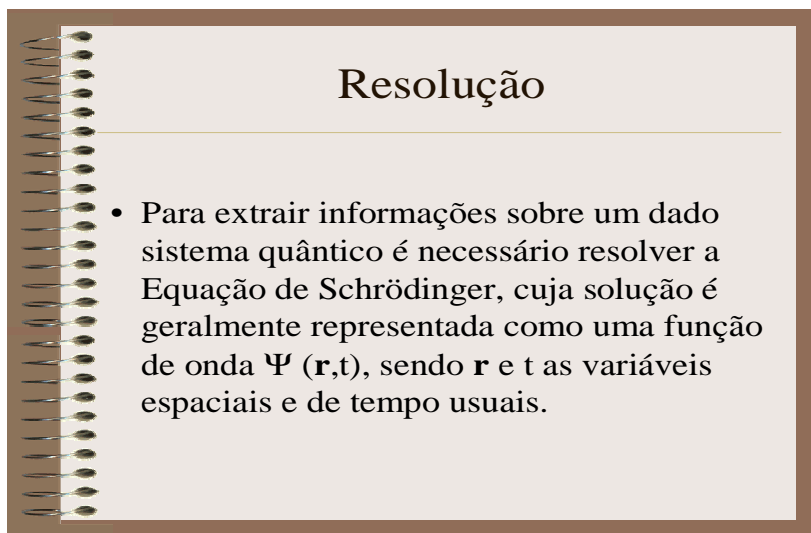 Resolução
• Para extrair informações sobre um dado
sistema quântico é necessário resolver a
Equação de Schrödinger, cuja solução é
geralmente representada como uma função
de onda Ψ (r,t), sendo r e t as variáveis
espaciais e de tempo usuais.